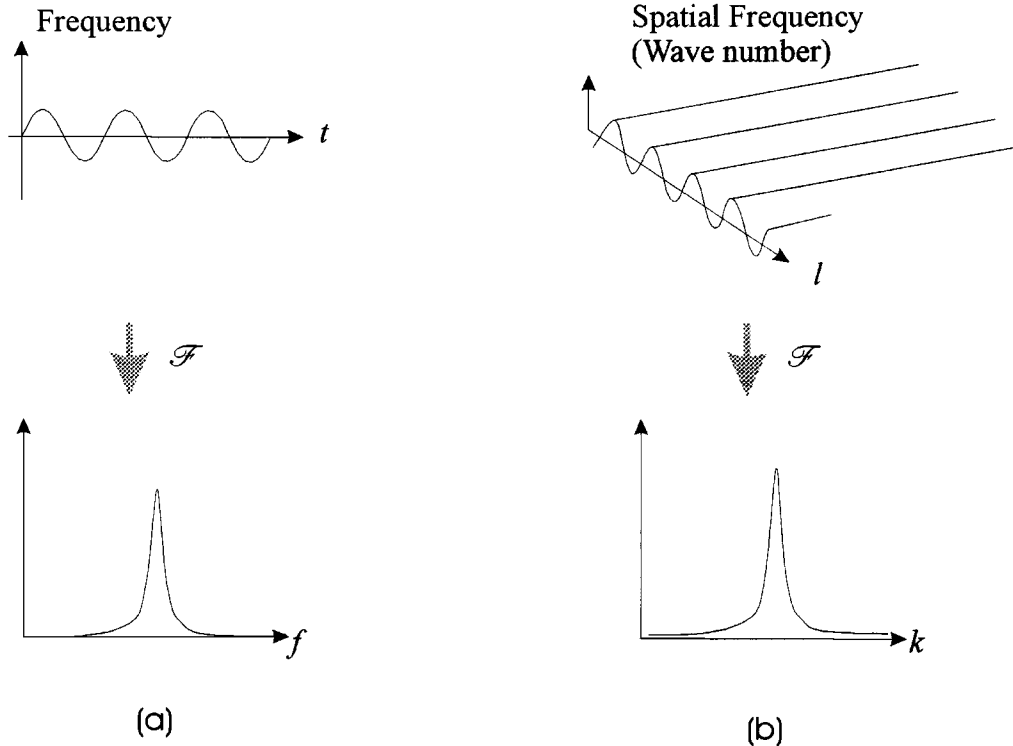 Frequency
t
ℱ
f
(a)
Spatial Frequency
(Wave number)
l
ℱ
k
(b)